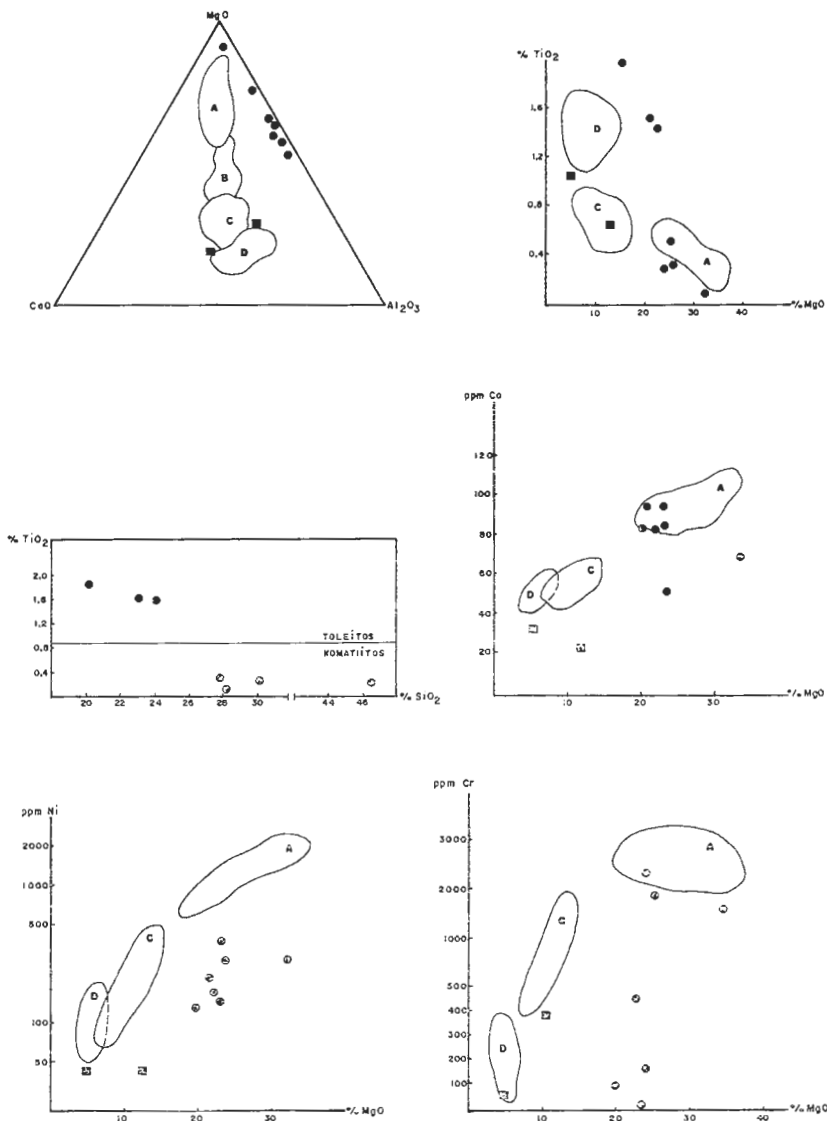 MgO
A
B
C
D
CaO
Al2O3
% TiO2
1,6
1,2
0,8
0,4
D
C
A
10
20
30
40
%MgO
% TiO2
2,0
1,6
0,8
0,4
TOLEÍTOS
KOMATIÍTOS
20
22
24
26
28
30
44
46
% SiO2
ppm Co
120
100
80
60
40
20
A
C
D
10
20
30
%MgO
ppm Ni
2000
1000
500
100
50
A
C
D
10
20
30
%MgO
ppm Cr
3000
2000
1000
500
400
300
200
100
A
C
D
10
20
30
40
%MgO